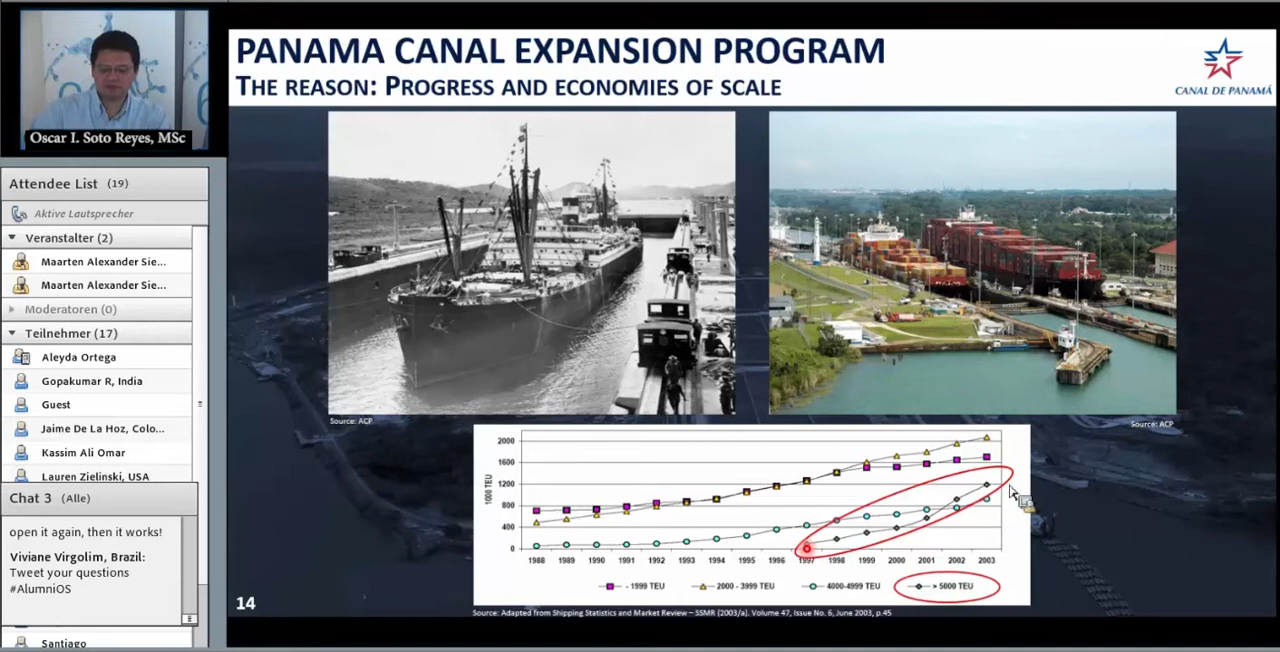 Oscar I. Soto Reyes, MSc
Attendee List (19)
Aktive Lautsprecher
Veranstalter (2)
Maarten Alexander Sie...
Maarten Alexander Sie...
Moderatoren (0)
Teilnehmer (17)
Aleyda Ortega
Gopakumar R, India
Guest
Jaime De La Hoz, Colo...
Kassim Ali Omar
Lauren Zielinski, USA
Chat 3 (Alle)
open it again, then it works!
Viviane Virgolim, Brazil:
Tweet your questions
#AlumniOS
Santiago
PANAMA CANAL EXPANSION PROGRAM
THE REASON: PROGRESS AND ECONOMIES OF SCALE
CANAL DE PANAMÁ
Source: ACP
Source: ACP
1000 TEU
2000
1600
1200
800
400
0
1988 1989 1990 1991 1992 1993 1994 1995 1996 1997 1998 1999 2000 2001 2002 2003
- 1999 TEU 2000 - 3999 TEU 4000-4999 TEU > 5000 TEU
14
Source: Adapted from Shipping Statistics and Market Review – SSMR (2003/a). Volume 47, Issue No. 6, June 2003, p.45